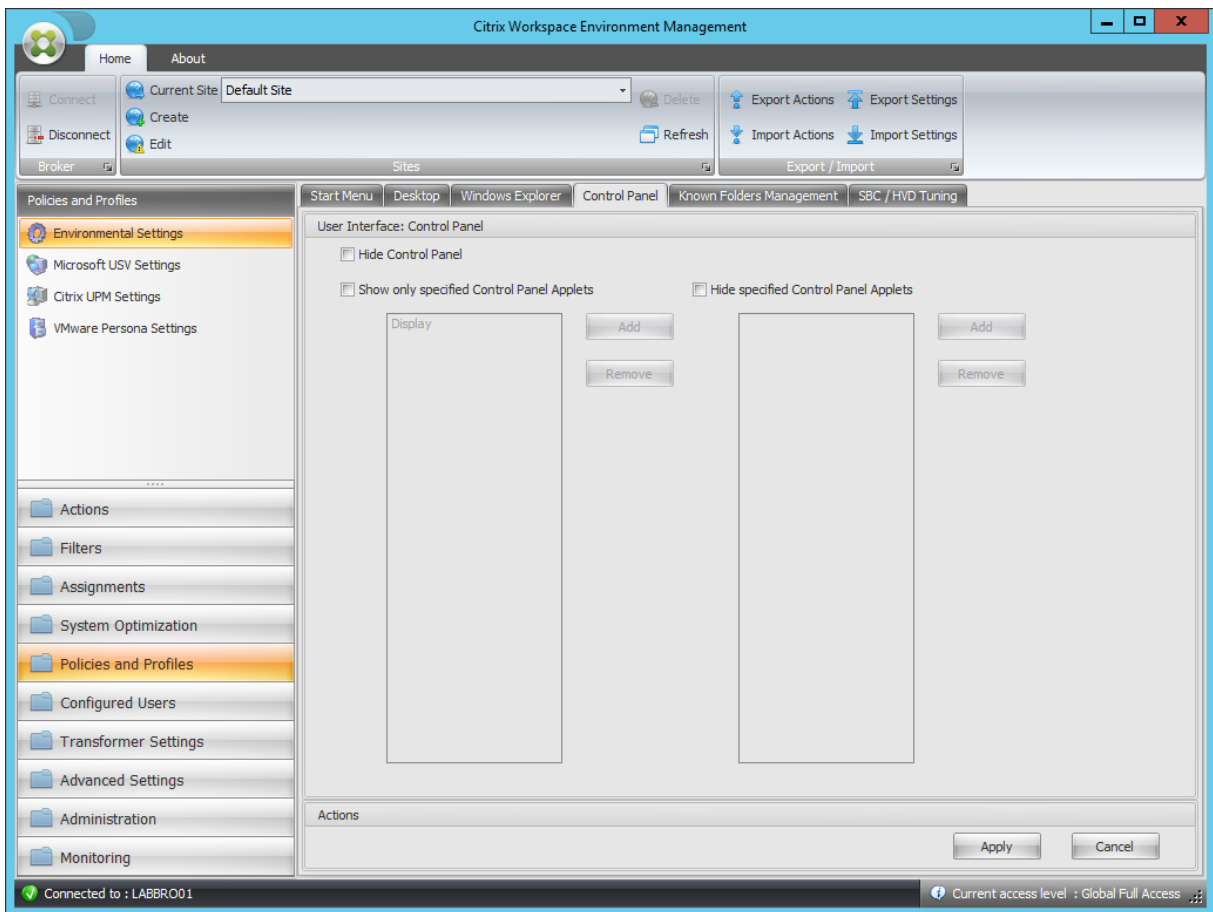 Citrix Workspace Environment Management
Home About
Connect
Disconnect
Broker
Current Site Default Site
Create
Edit
Delete
Refresh
Sites
Export Actions Export Settings
Import Actions Import Settings
Export / Import
Policies and Profiles
Environmental Settings
Microsoft USV Settings
Citrix UPM Settings
VMware Persona Settings
Actions
Filters
Assignments
System Optimization
Policies and Profiles
Configured Users
Transformer Settings
Advanced Settings
Administration
Monitoring
Start Menu Desktop Windows Explorer Control Panel Known Folders Management SBC / HVD Tuning
User Interface: Control Panel
Hide Control Panel
Show only specified Control Panel Applets Hide specified Control Panel Applets
Display
Add Add
Remove Remove
Actions
Apply Cancel
Connected to : LABBRO01
Current access level : Global Full Access